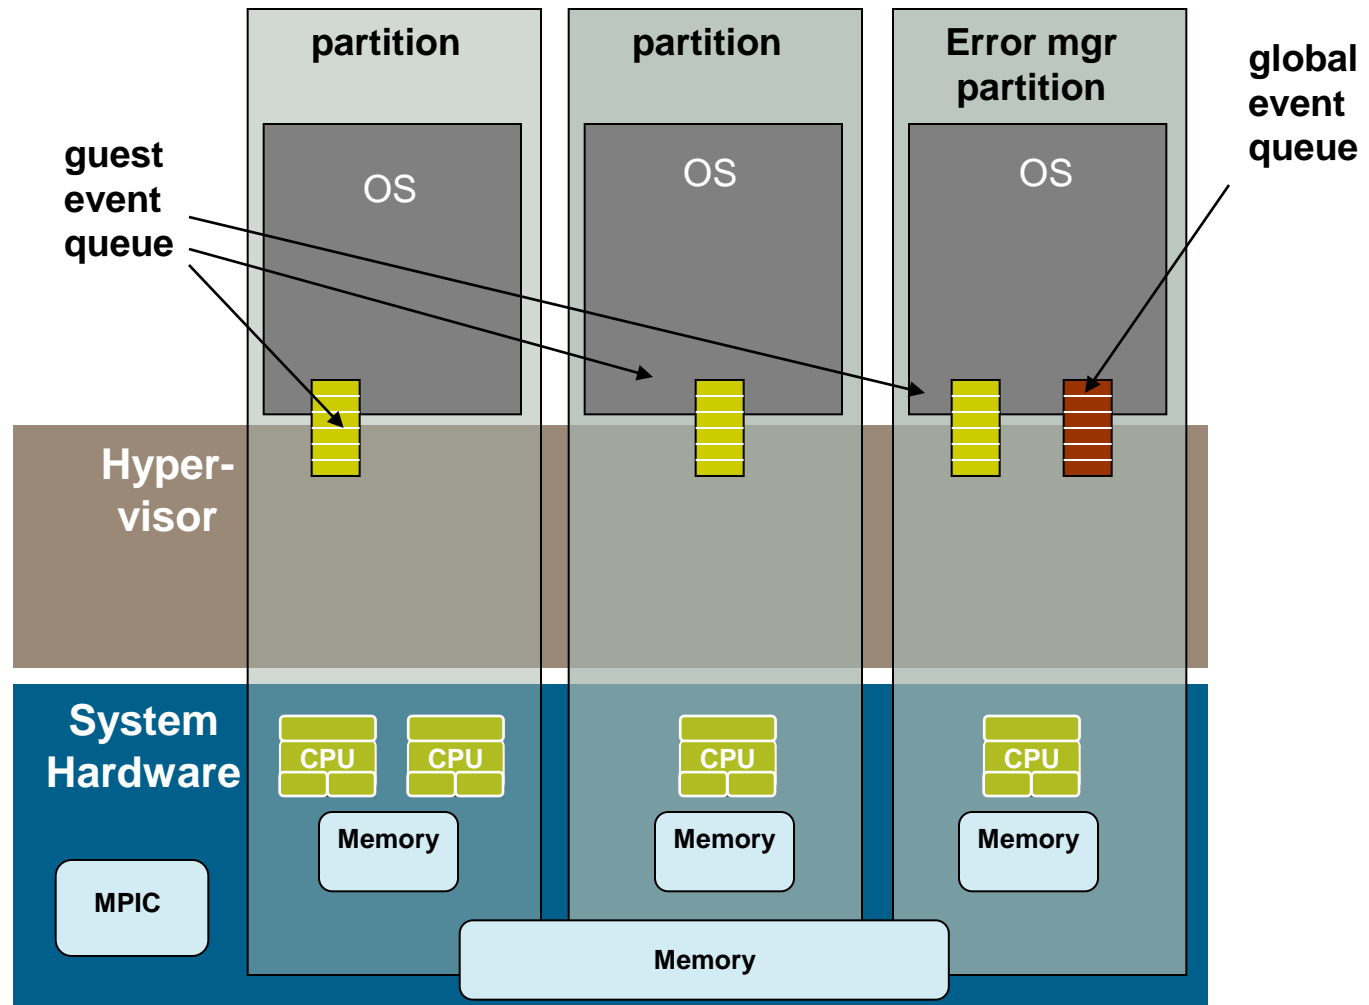 partition
partition
Error mgr
partition
global
event
queue
guest
event
queue
OS
OS
OS
Hyper-
visor
System
Hardware
CPU
CPU
CPU
CPU
Memory
Memory
Memory
MPIC
Memory